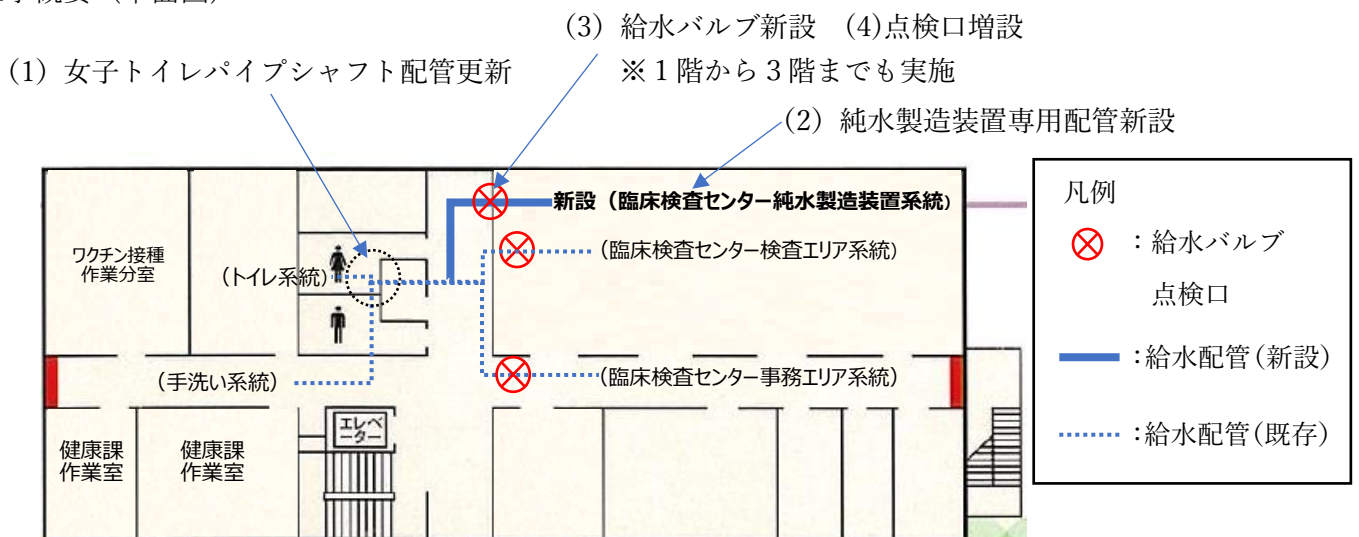 (3) 給水バルブ新設 (4)点検口増設
※１階から３階までも実施
(1) 女子トイレパイプシャフト配管更新
(2) 純水製造装置専用配管新設
新設（臨床検査センター純水製造装置系統）
(臨床検査センター検査エリア系統)
ワクチン接種
作業分室
(トイレ系統)
(手洗い系統)
(臨床検査センター事務エリア系統)
エレベ
ーター
健康課
作業室
健康課
作業室
凡例
：給水バルブ
点検口
：給水配管(新設)
：給水配管(既存)